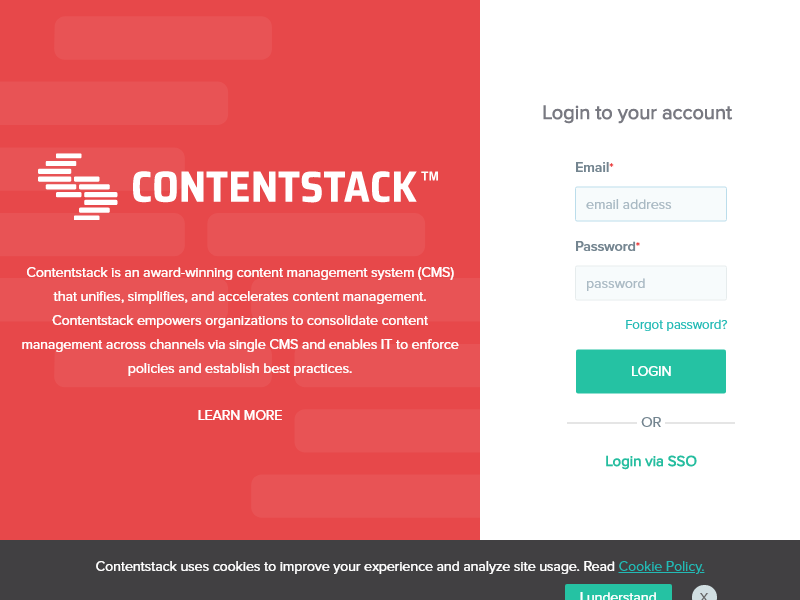 CONTENTSTACK™
Contentstack is an award-winning content management system (CMS)
that unifies, simplifies, and accelerates content management.
Contentstack empowers organizations to consolidate content
management across channels via single CMS and enables IT to enforce
policies and establish best practices.
LEARN MORE
Login to your account
Email*
email address
Password*
password
Forgot password?
LOGIN
OR
Login via SSO
Contentstack uses cookies to improve your experience and analyze site usage. Read Cookie Policy.
I understand
X